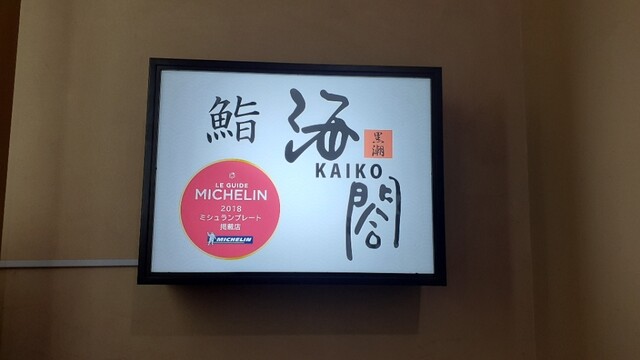 鮨
海
黒潮
KAIKO
閤
LE GUIDE
MICHELIN
2018
ミシュランプレート
掲載店
MICHELIN